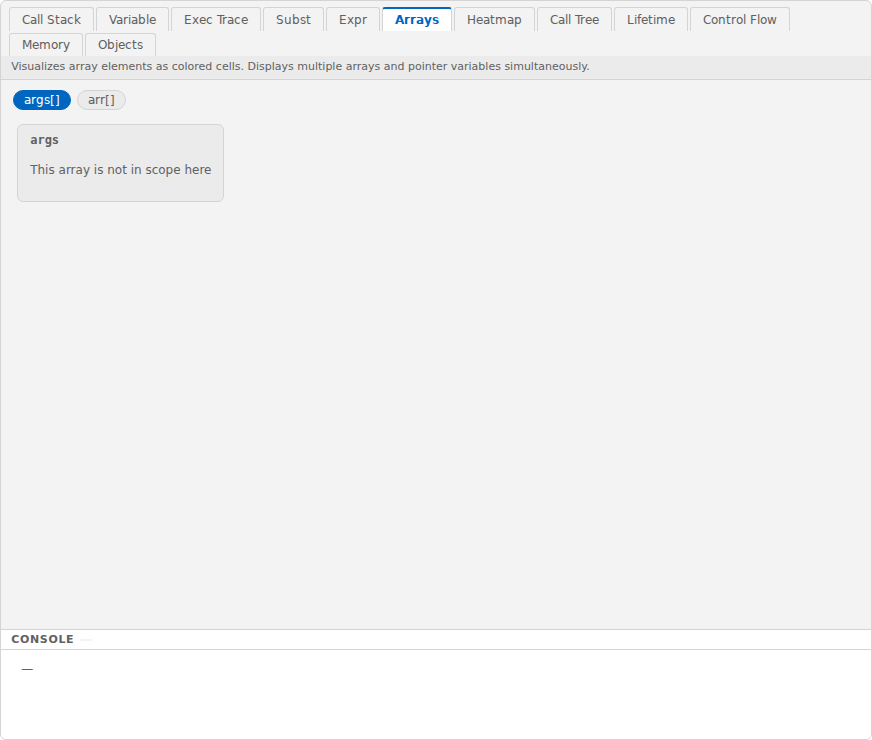 Call Stack Variable Exec Trace Subst Expr Arrays Heatmap Call Tree Lifetime Control Flow
Memory Objects
Visualizes array elements as colored cells. Displays multiple arrays and pointer variables simultaneously.
args[] arr[]
args
This array is not in scope here
CONSOLE —
—